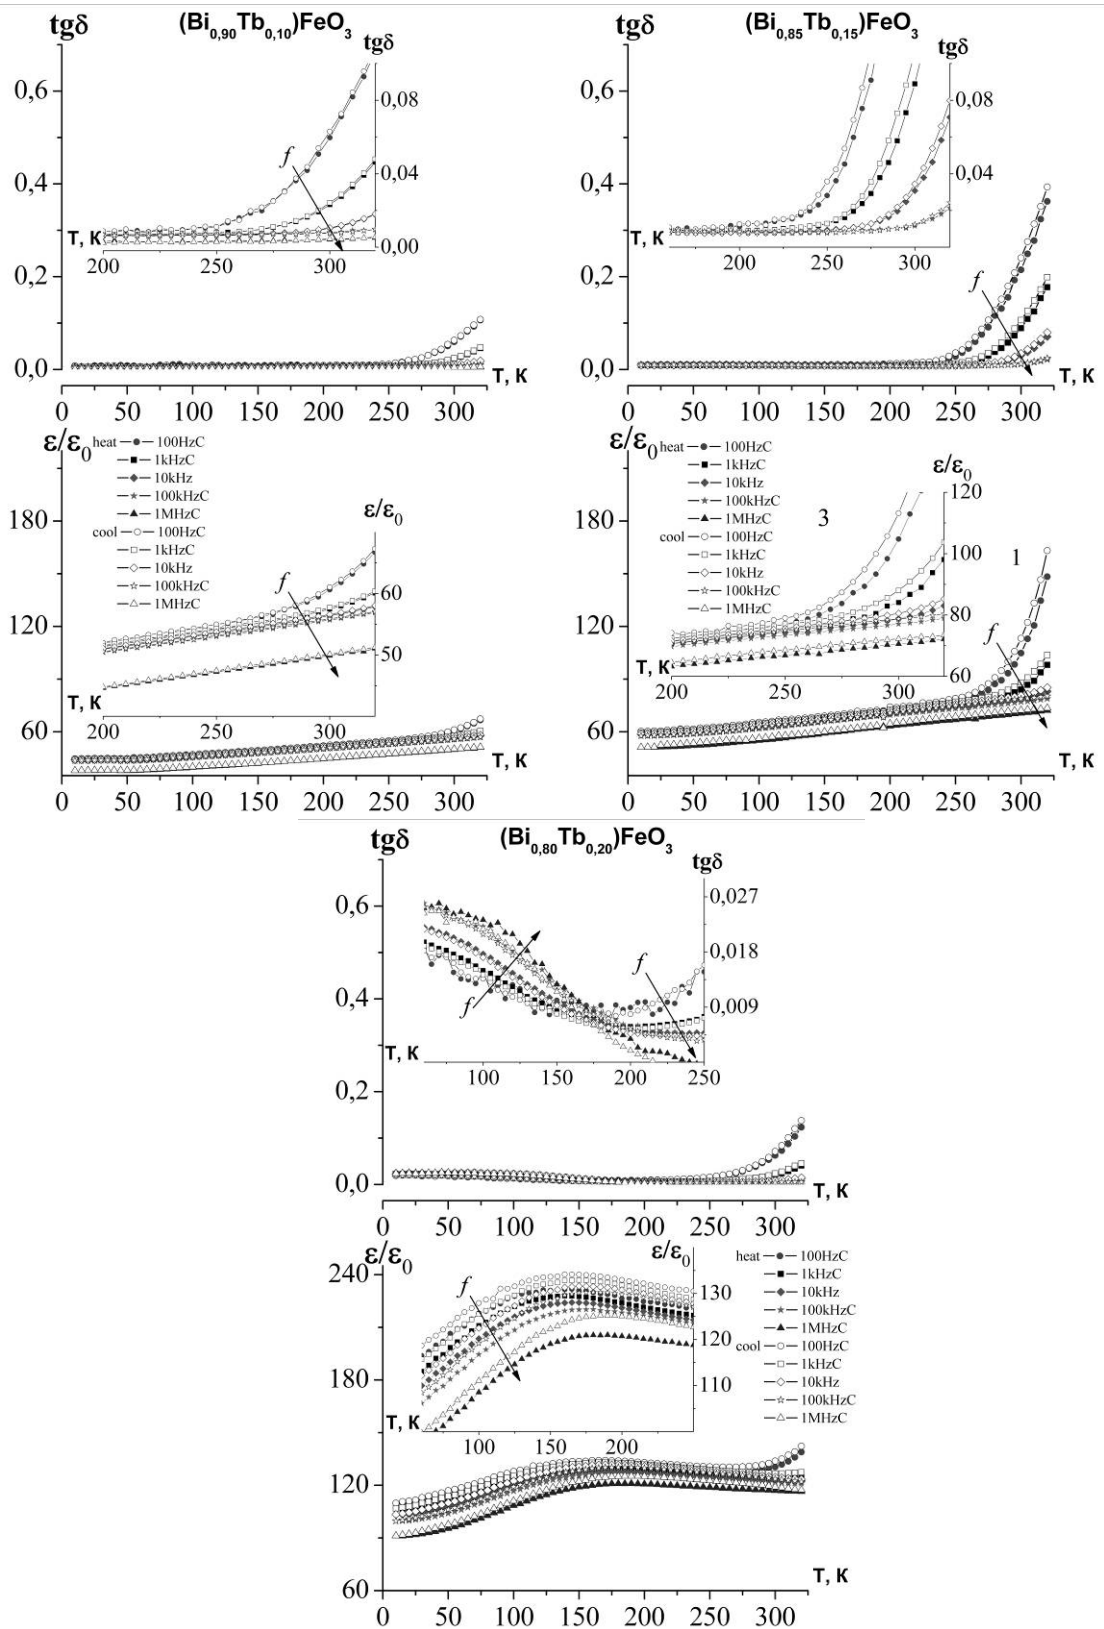 tgδ
(Bi0,90Tb0,10)FeO3
tgδ
0,6
0,4
0,2
0,0
0,08
0,04
0,00
f
T, K
200
250
300
T, K
0
50
100
150
200
250
300
tgδ
(Bi0,85Tb0,15)FeO3
tgδ
0,6
0,4
0,2
0,0
0,08
0,04
T, K
200
250
300
f
T, K
0
50
100
150
200
250
300
ε/ε0
heat
100HzC
1kHzC
10kHz
100kHzC
1MHzC
cool
100HzC
1kHzC
10kHz
100kHzC
1MHzC
ε/ε0
180
120
60
60
50
f
T, K
200
250
300
T, K
0
50
100
150
200
250
300
ε/ε0
heat
100HzC
1kHzC
10kHz
100kHzC
1MHzC
cool
100HzC
1kHzC
10kHz
100kHzC
1MHzC
ε/ε0
3
1
180
120
60
120
100
80
60
T, K
200
250
300
f
T, K
0
50
100
150
200
250
300
tgδ
(Bi0,80Tb0,20)FeO3
tgδ
0,6
0,4
0,2
0,0
0,027
0,018
0,009
f
f
T, K
100
150
200
250
T, K
0
50
100
150
200
250
300
ε/ε0
ε/ε0
240
180
120
60
130
120
110
f
T, K
100
150
200
heat
100HzC
1kHzC
10kHz
100kHzC
1MHzC
cool
100HzC
1kHzC
10kHz
100kHzC
1MHzC
T, K
0
50
100
150
200
250
300